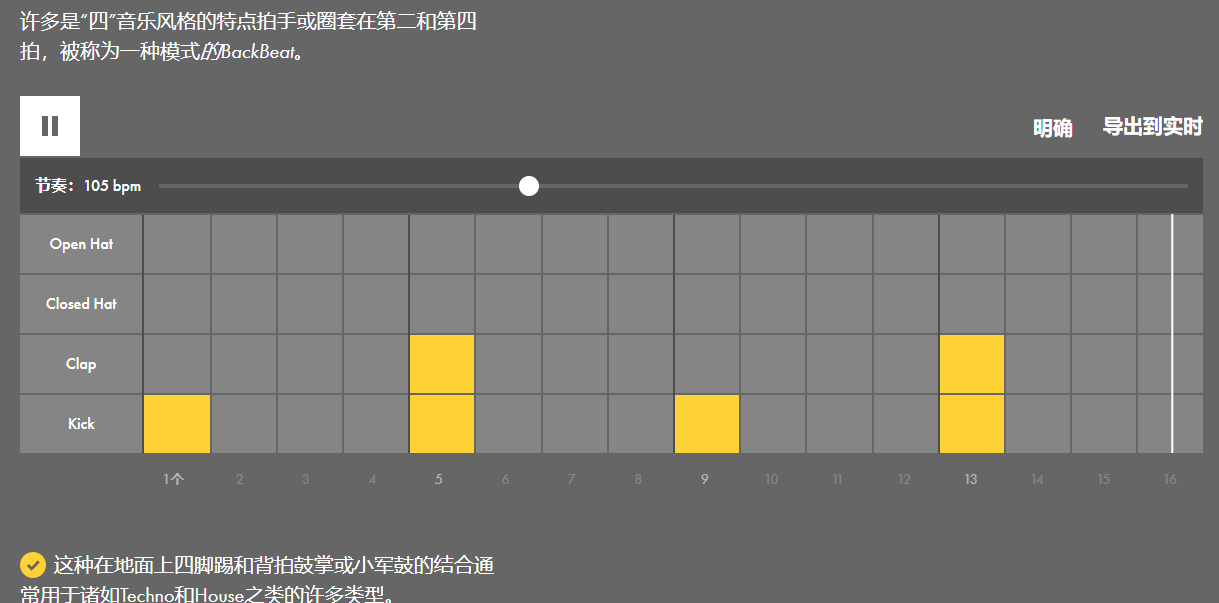 许多是“四”音乐风格的特点拍手或圈套在第二和第四
拍，被称为一种模式的BackBeat。
明确 导出到实时
节奏：105 bpm
Open Hat
Closed Hat
Clap
Kick
1个 2 3 4 5 6 7 8 9 10 11 12 13 14 15 16
这种在地面上四脚踢和背拍鼓掌或小军鼓的结合通
常用于诸如Techno和House之类的许多类型。